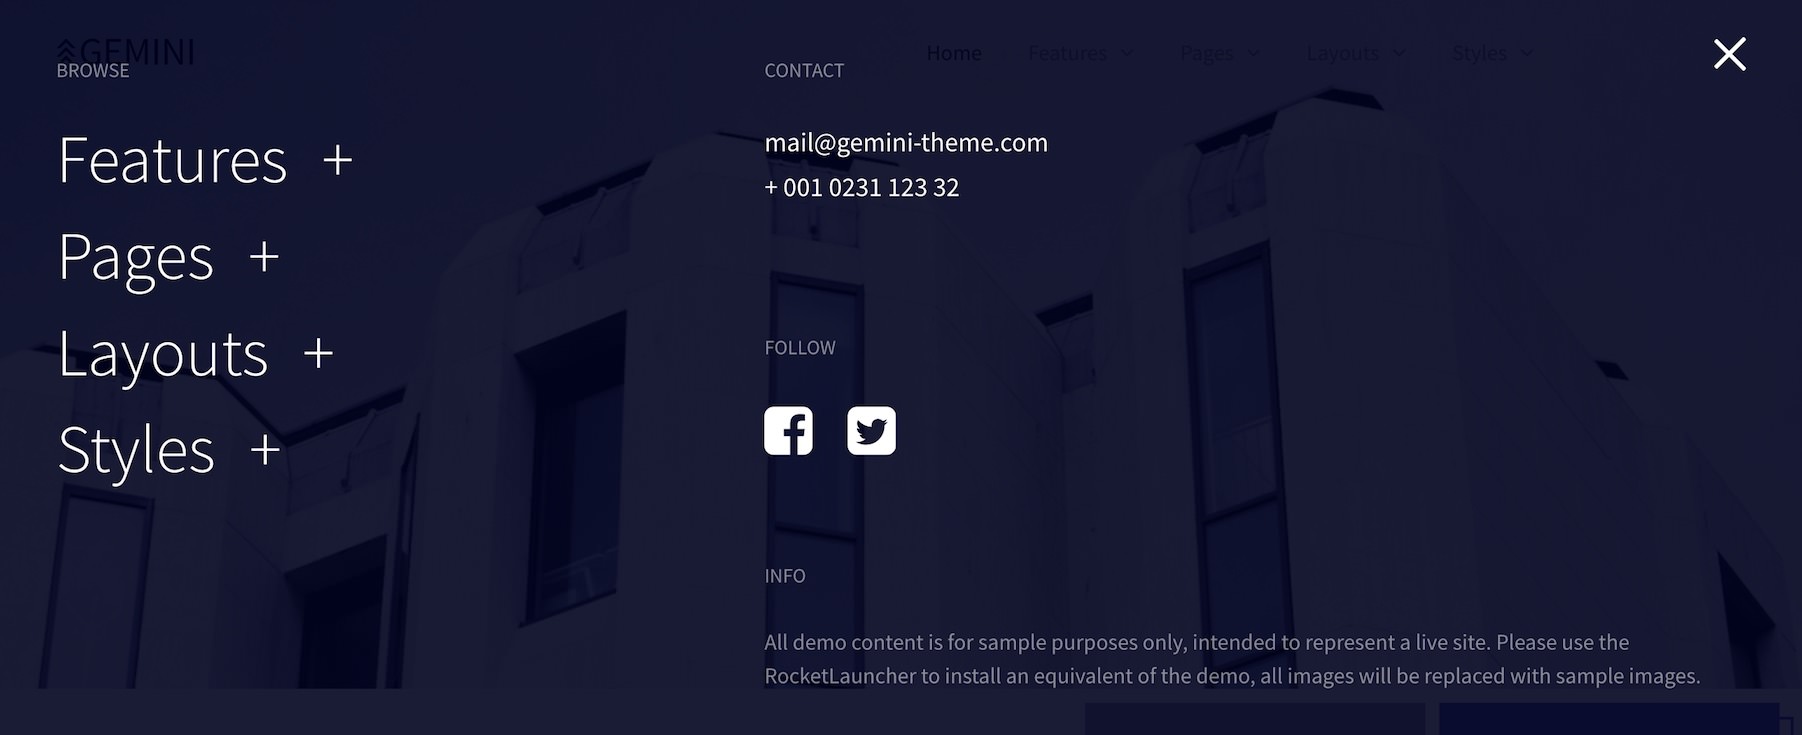 GEMINI
Home Features Pages Layouts Styles
BROWSE
Features +
Pages +
Layouts +
Styles +
CONTACT
mail@gemini-theme.com
+ 001 0231 123 32
FOLLOW
INFO
All demo content is for sample purposes only, intended to represent a live site. Please use the
RocketLauncher to install an equivalent of the demo, all images will be replaced with sample images.